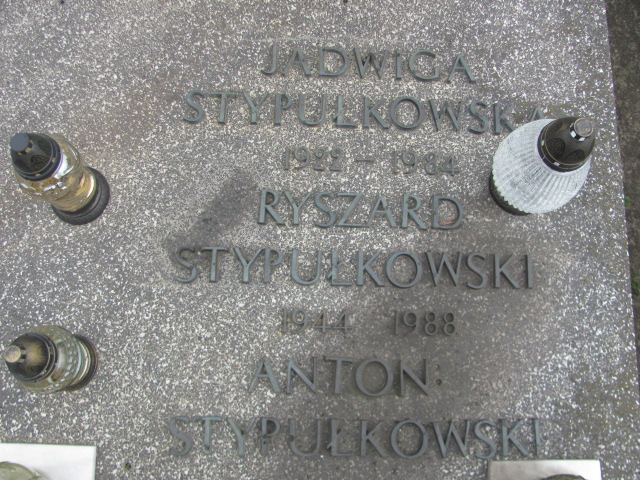 JADWIGA
STYPUŁKOWSKA
1922 - 1984
RYSZARD
STYPUŁKOWSKI
1944 1988
ANTONI
STYPUŁKOWSKI